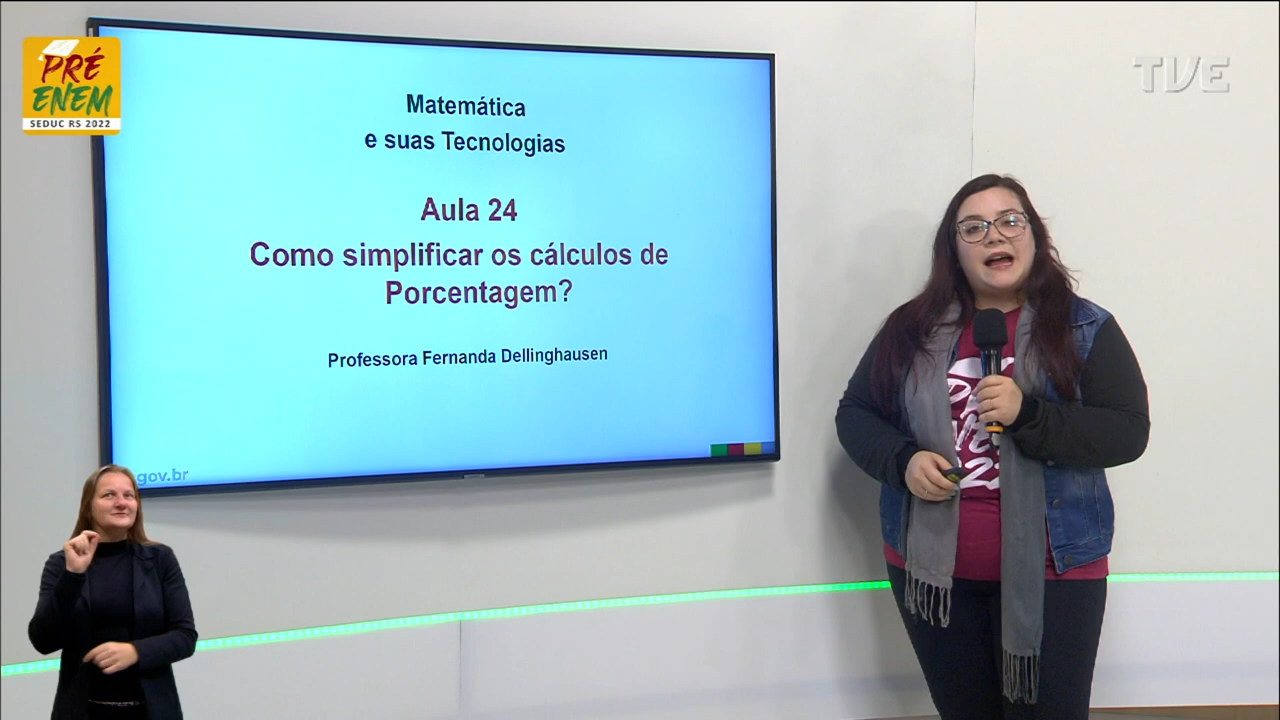 PRÉ
ENEM
SEDUC RS 2022
TVE
Matemática
e suas Tecnologias
Aula 24
Como simplificar os cálculos de
Porcentagem?
Professora Fernanda Dellinghausen
gov.br